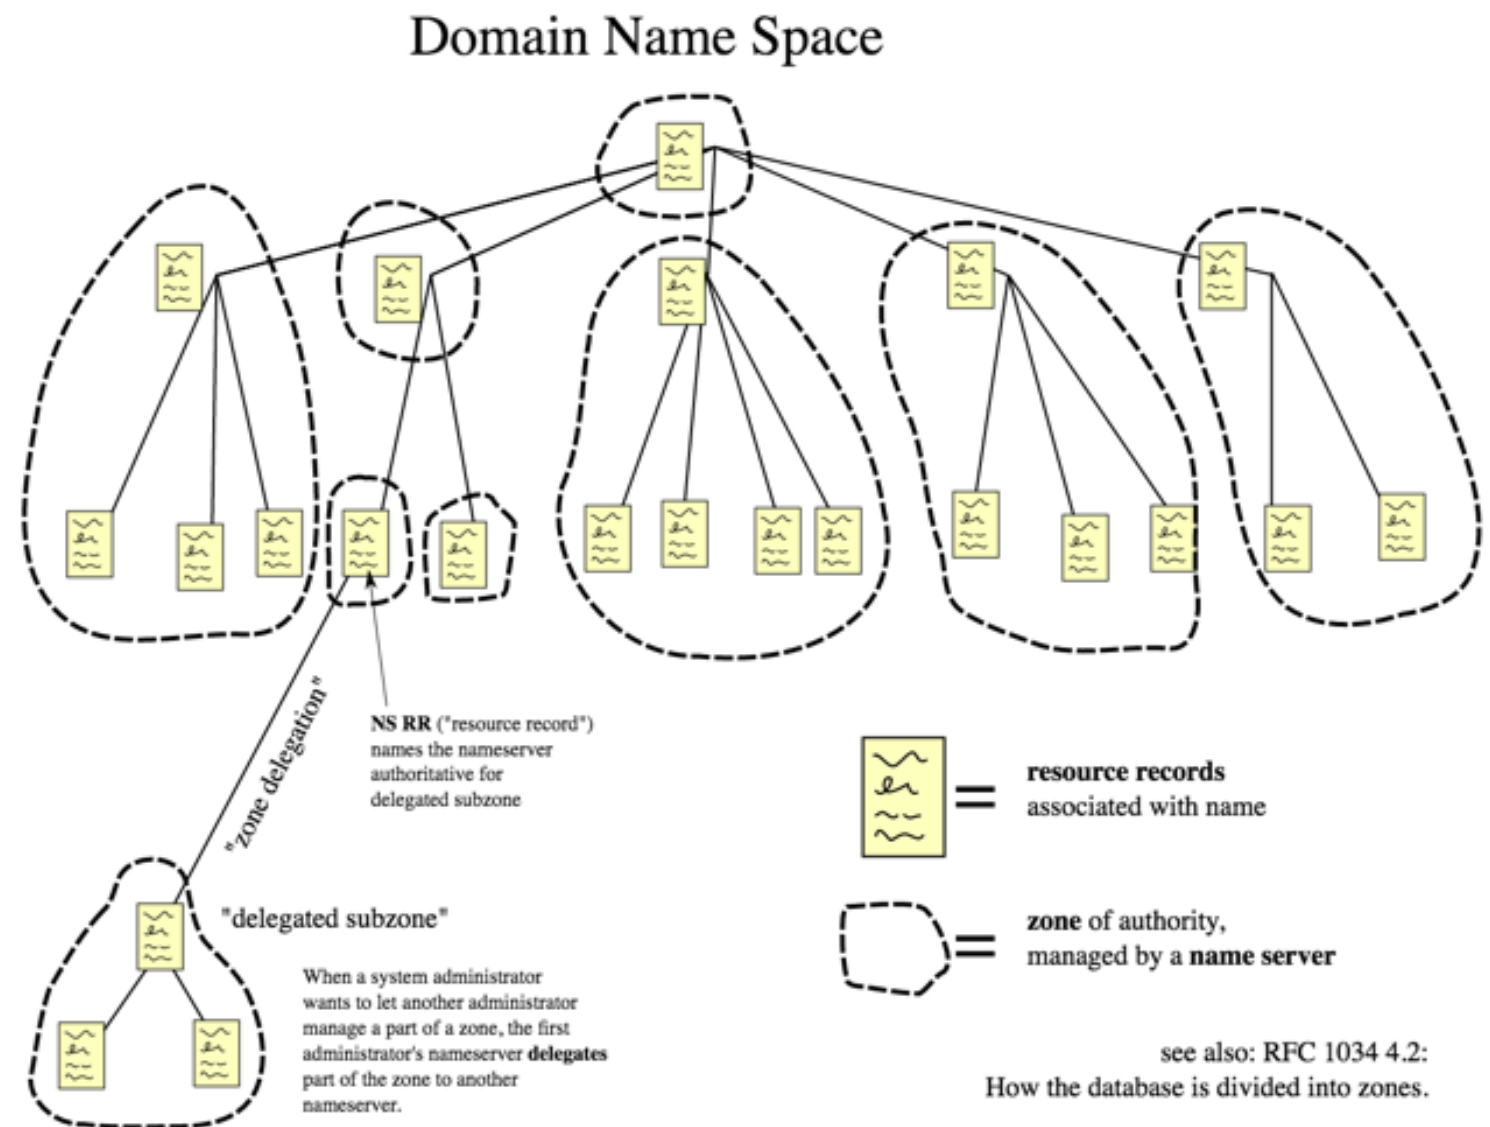 Domain Name Space
"zone delegation"
NS RR ("resource record")
names the nameserver
authoritative for
delegated subzone
resource records
associated with name
"delegated subzone"
When a system administrator
wants to let another administrator
manage a part of a zone, the first
administrator's nameserver delegates
part of the zone to another
nameserver.
zone of authority,
managed by a name server
see also: RFC 1034 4.2:
How the database is divided into zones.